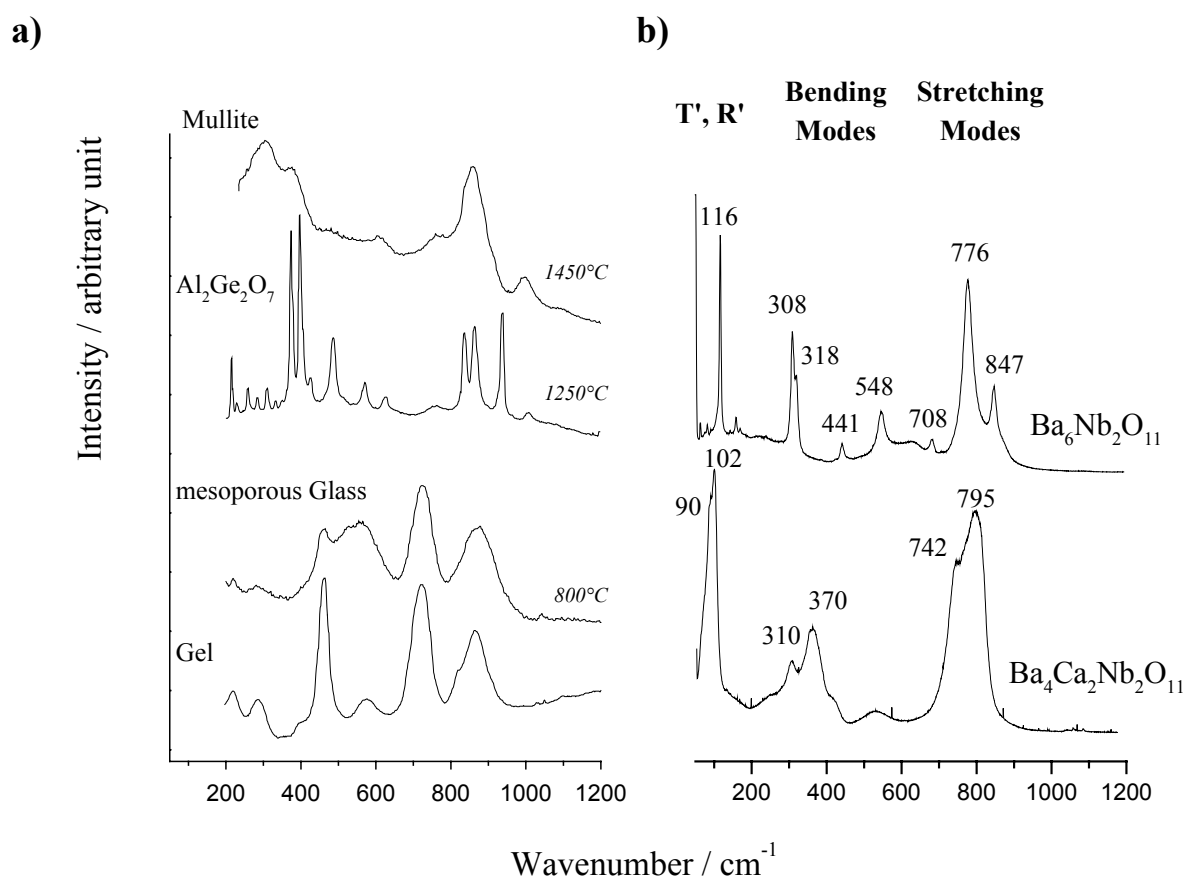 a)
Intensity / arbitrary unit
Mullite
1450°C
Al₂Ge₂O₇
1250°C
mesoporous Glass
800°C
Gel
200 400 600 800 1000 1200
b)
T', R'
Bending
Modes
Stretching
Modes
116
308
318
441
548
708
776
847
Ba₆Nb₂O₁₁
90
102
310
370
742
795
Ba₄Ca₂Nb₂O₁₁
200 400 600 800 1000 1200
Wavenumber / cm⁻¹